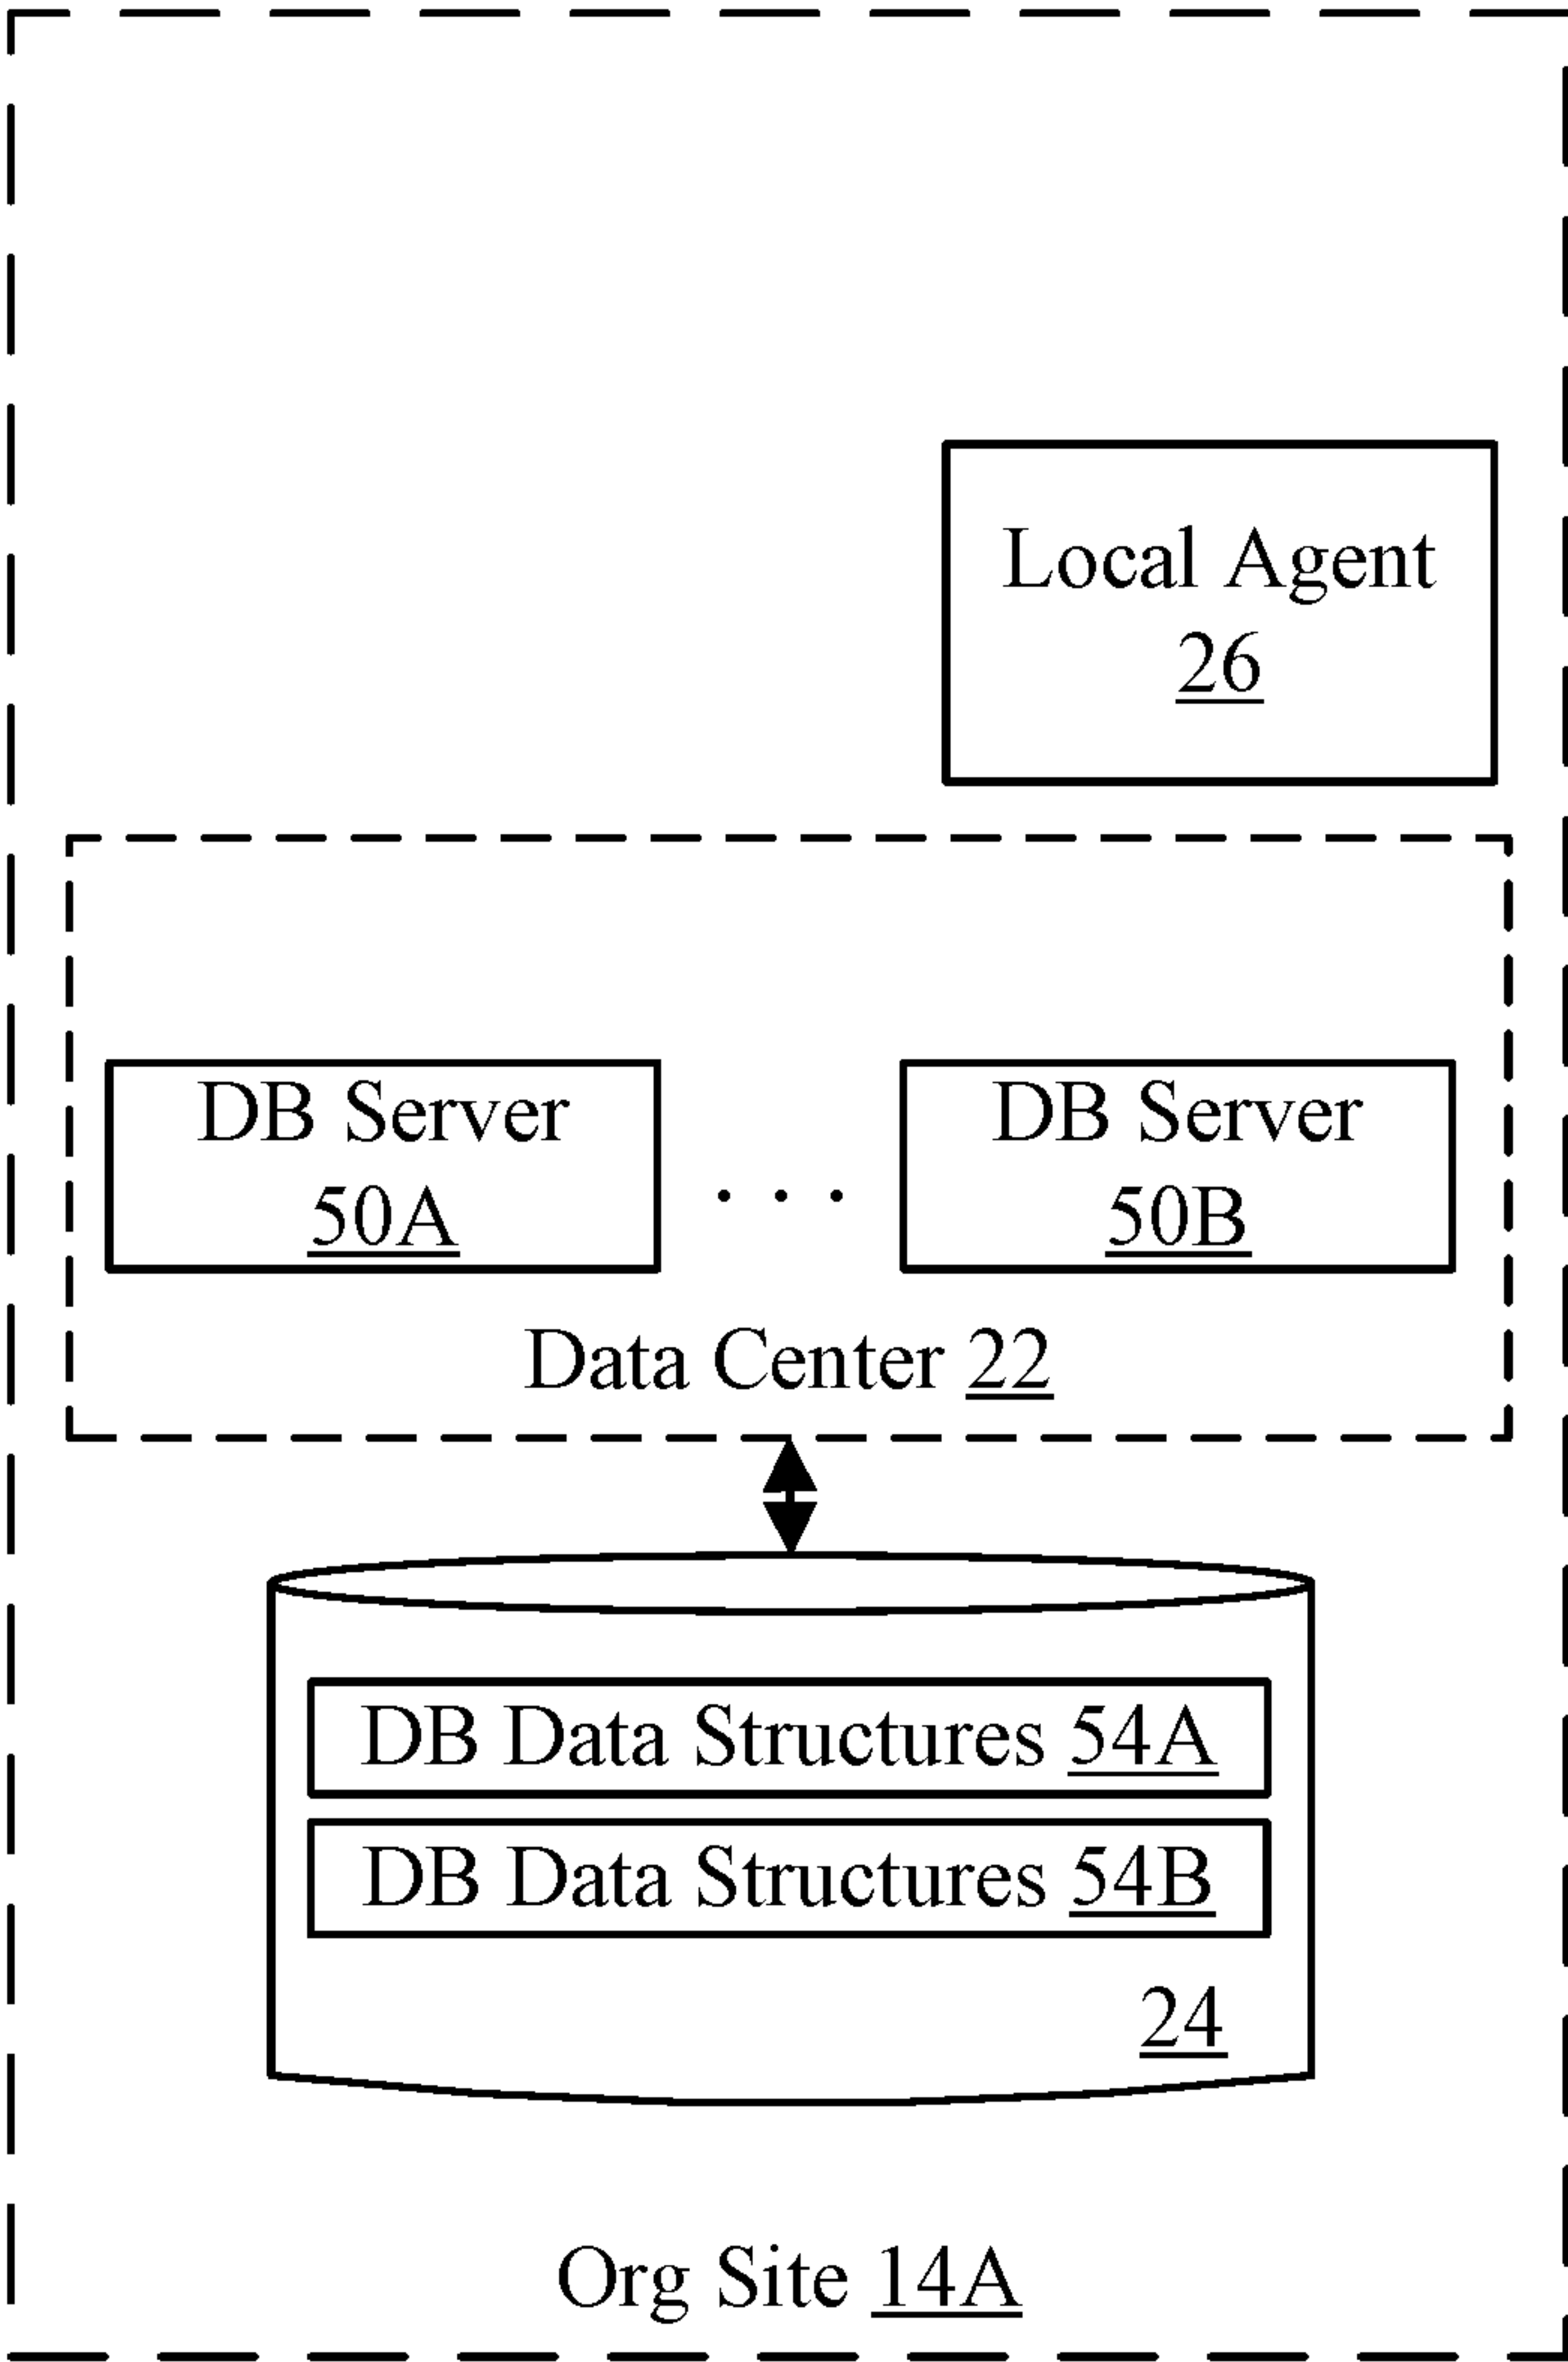 Local Agent
26
DB Server
50A
. . .
DB Server
50B
Data Center 22
DB Data Structures 54A
DB Data Structures 54B
24
Org Site 14A